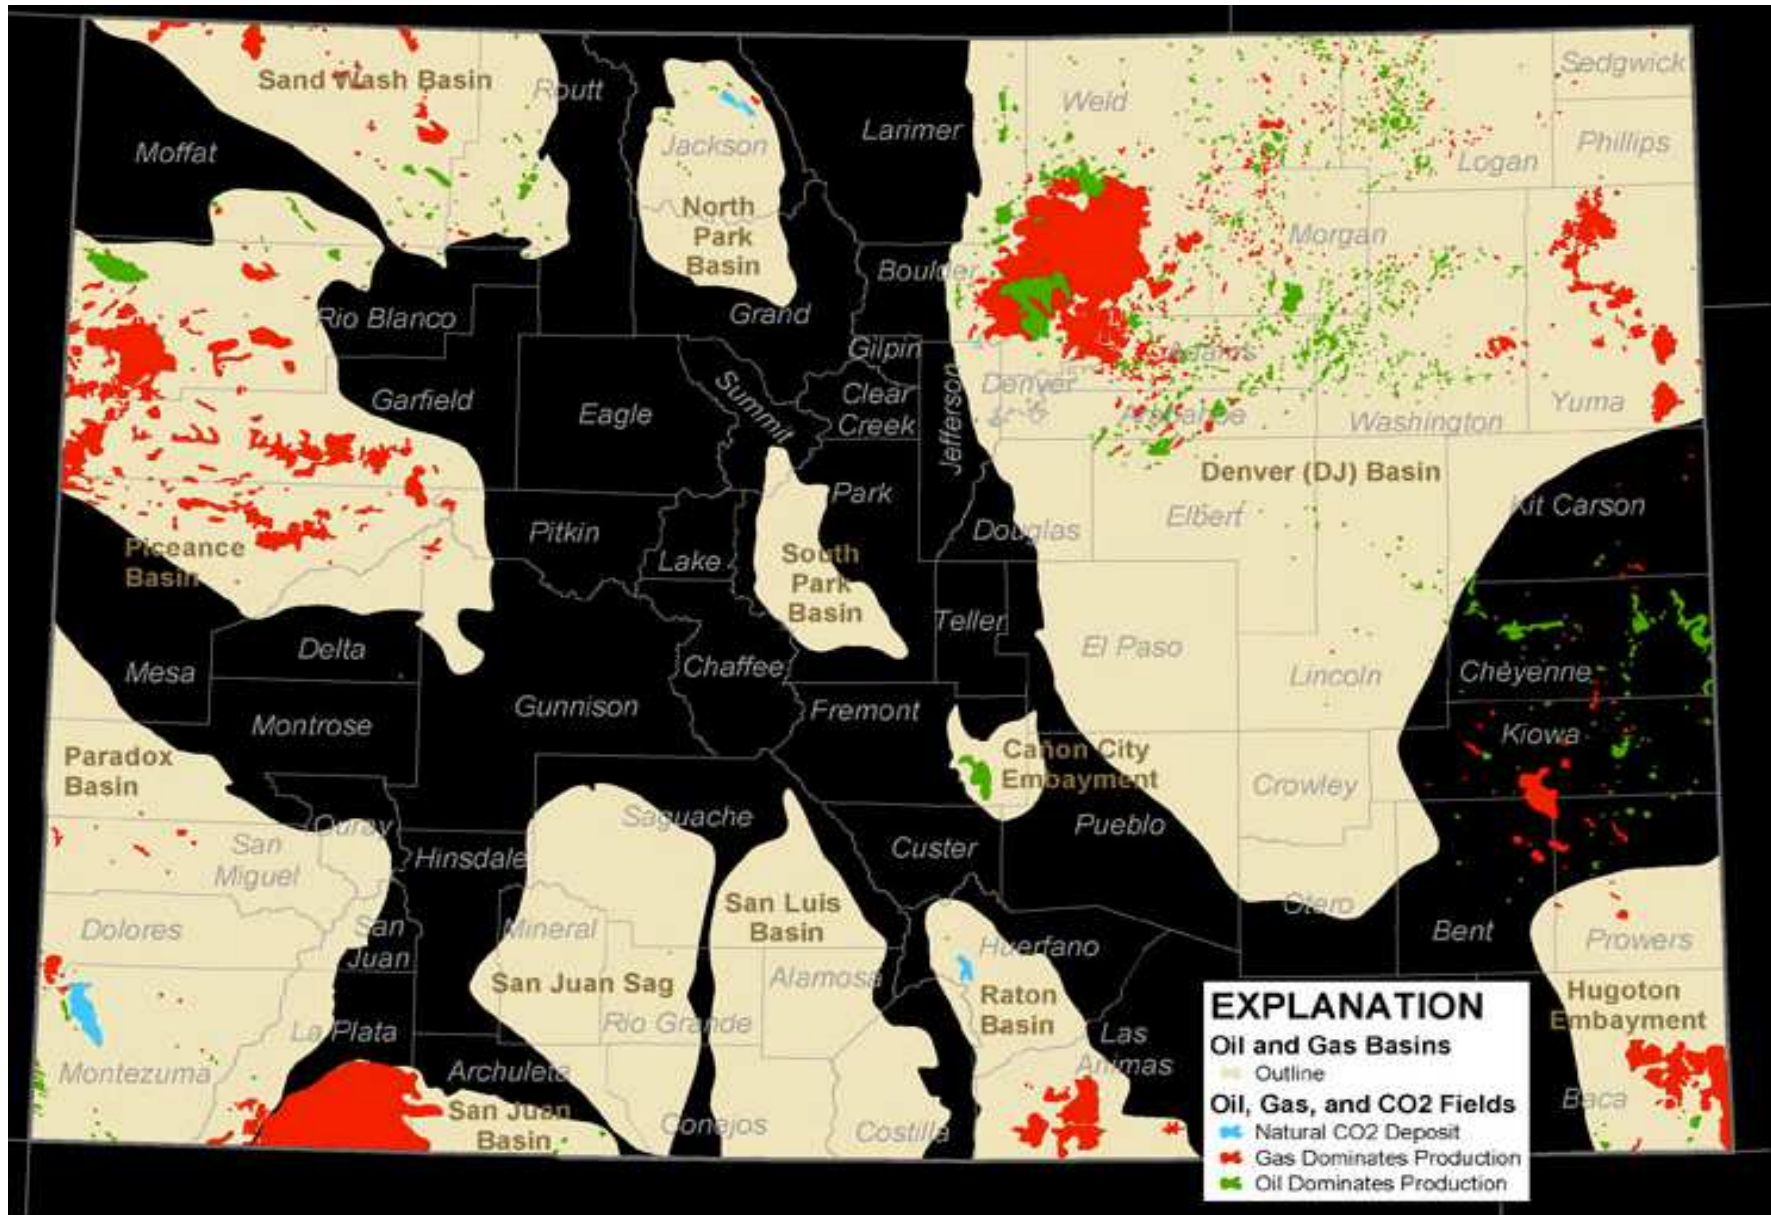 Sand Wash Basin
Routt
Moffat
Jackson
North
Park
Basin
Larimer
Weld
Sedgwick
Phillips
Logan
Morgan
Boulder
Grand
Rio Blanco
Gilpin
Adams
Garfield
Eagle
Summit
Clear
Creek
Jefferson
Denver
Arapahoe
Washington
Yuma
Denver (DJ) Basin
Park
Kit Carson
Douglas
Elbert
Pitkin
Lake
South
Park
Basin
Piceance
Basin
Teller
El Paso
Lincoln
Cheyenne
Delta
Mesa
Chaffee
Gunnison
Fremont
Montrose
Kiowa
Paradox
Basin
Cañon City
Embayment
Crowley
Pueblo
Saguache
Ouray
San
Miguel
Hinsdale
Custer
San Luis
Basin
Otero
Bent
Prowers
Dolores
San
Juan
Mineral
Huerfano
Alamosa
San Juan Sag
Raton
Basin
Hugoton
Embayment
Rio Grande
La Plata
Las
Animas
Montezuma
Archuleta
San Juan
Basin
Conejos
Costilla
Baca
EXPLANATION
Oil and Gas Basins
Outline
Oil, Gas, and CO2 Fields
Natural CO2 Deposit
Gas Dominates Production
Oil Dominates Production